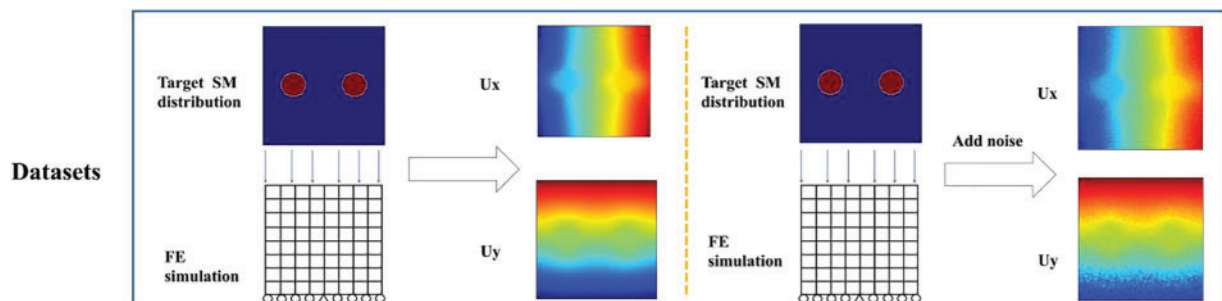 Datasets
Target SM
distribution
Ux
FE
simulation
Uy
Target SM
distribution
Add noise
Ux
FE
simulation
Uy